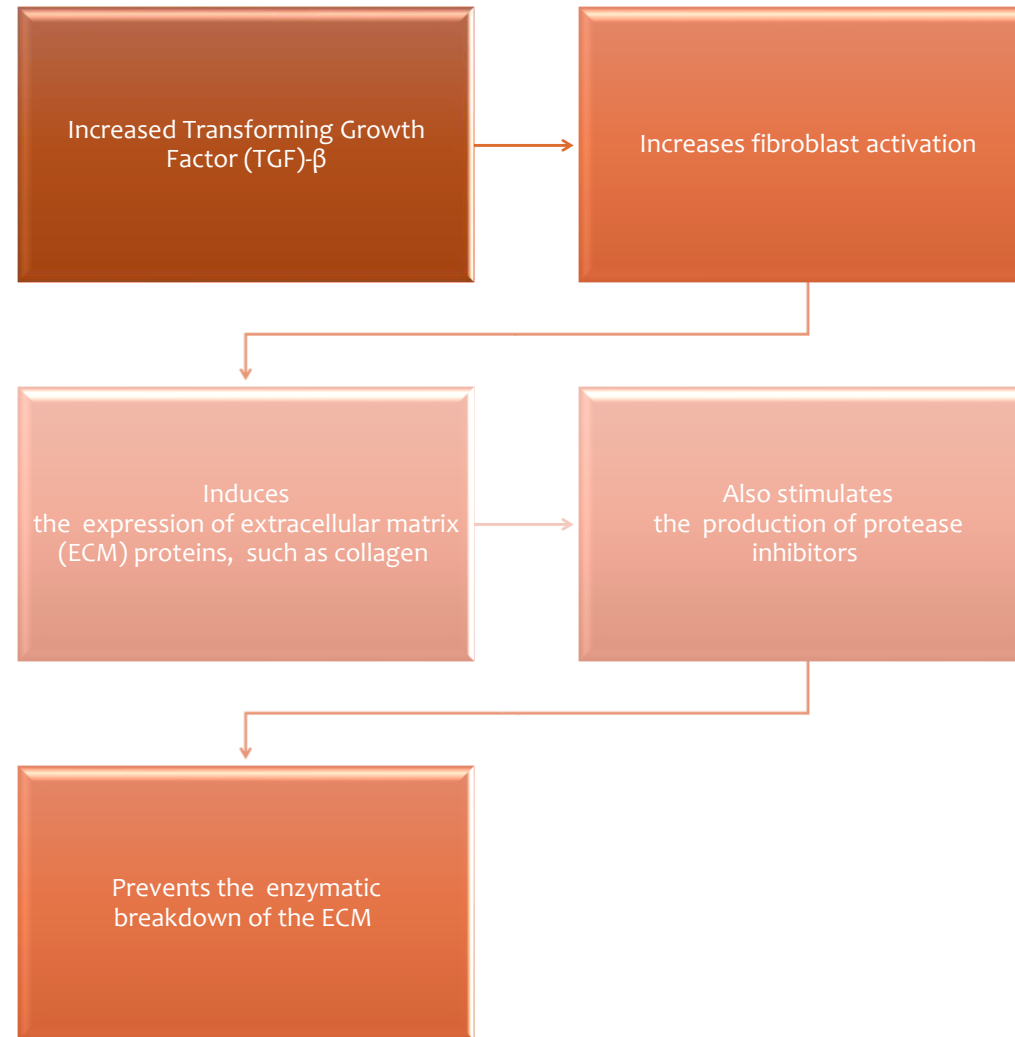 Increased Transforming Growth
Factor (TGF)-β
Increases fibroblast activation
Induces
the expression of extracellular matrix
(ECM) proteins, such as collagen
Also stimulates
the production of protease
inhibitors
Prevents the enzymatic
breakdown of the ECM